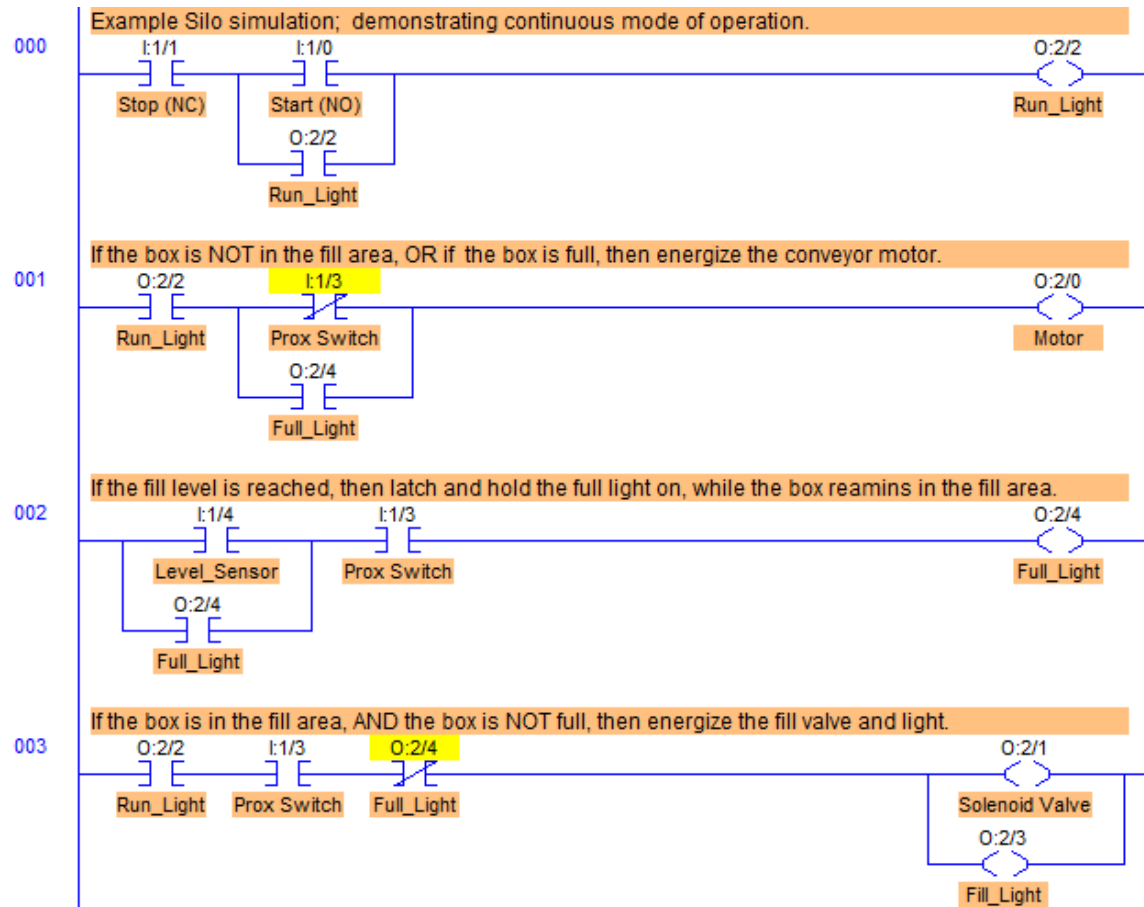 Example Silo simulation; demonstrating continuous mode of operation.
000
I:1/1 I:1/0 O:2/2
Stop (NC) Start (NO) Run_Light
O:2/2
Run_Light
If the box is NOT in the fill area, OR if the box is full, then energize the conveyor motor.
001
O:2/2 I:1/3 O:2/0
Run_Light Prox Switch Motor
O:2/4
Full_Light
If the fill level is reached, then latch and hold the full light on, while the box reamins in the fill area.
002
I:1/4 I:1/3 O:2/4
Level_Sensor Prox Switch Full_Light
O:2/4
Full_Light
If the box is in the fill area, AND the box is NOT full, then energize the fill valve and light.
003
O:2/2 I:1/3 O:2/4 O:2/1
Run_Light Prox Switch Full_Light Solenoid Valve
O:2/3
Fill_Light